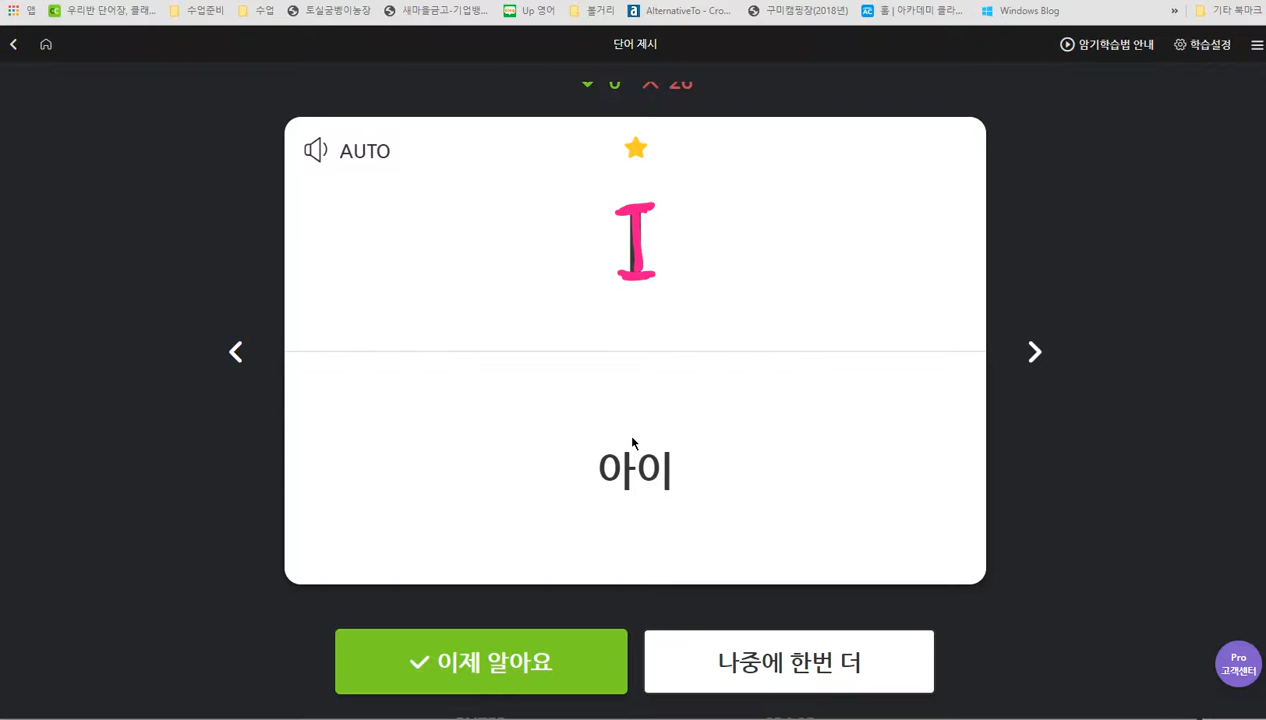 앱 우리반 단어장, 클래... 수업준비 수업 토실굼벵이농장 새마을금고-기업뱅... Up 영어 볼거리 AlternativeTo - Cro... 구미캠핑장(2018년) 홈 | 아카데미 클라... Windows Blog » 기타 북마크
단어 제시 암기학습법 안내 학습설정
AUTO
I
아이
이제 알아요 나중에 한번 더
Pro
고객센터